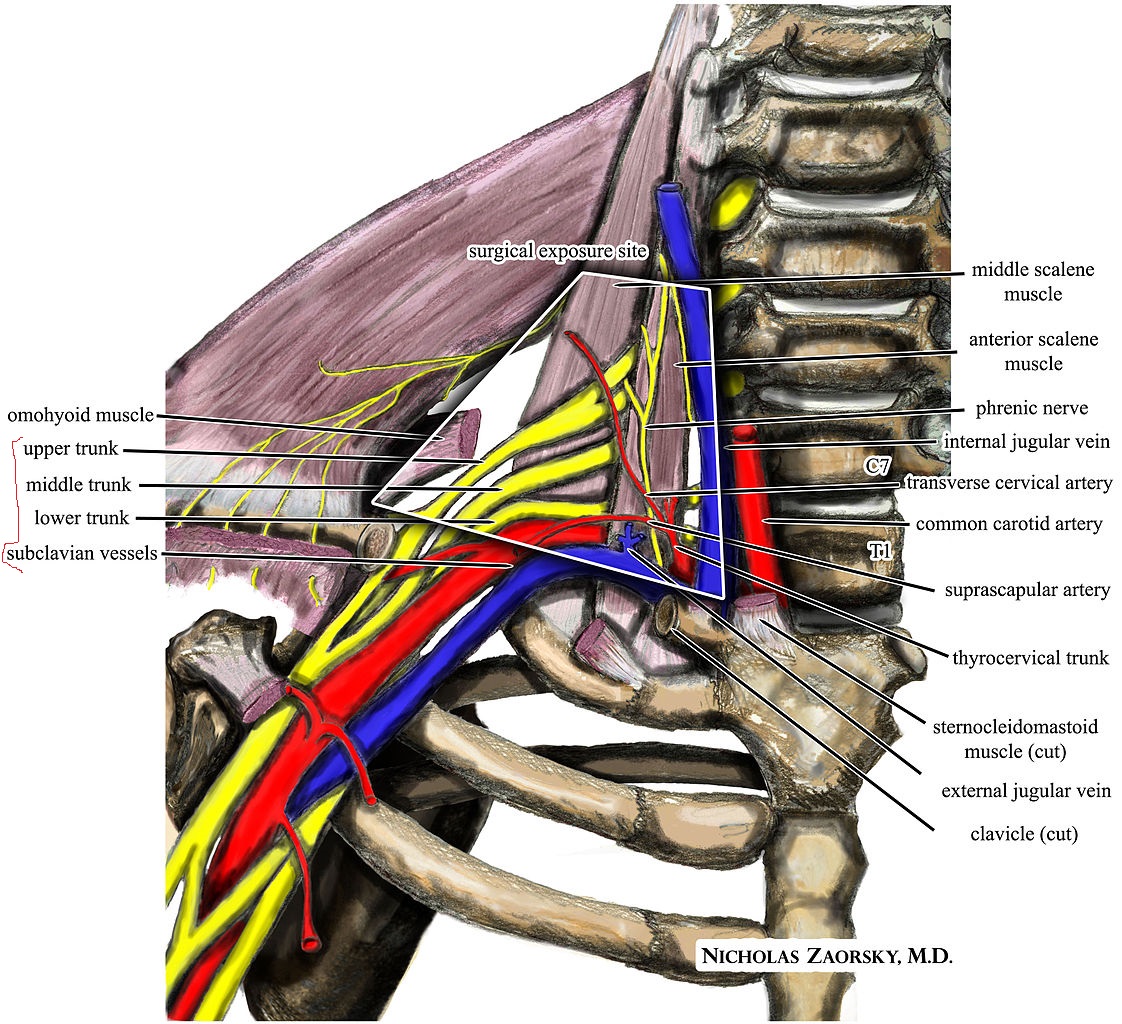 surgical exposure site
middle scalene
muscle
anterior scalene
muscle
omohyoid muscle
phrenic nerve
upper trunk
internal jugular vein
C7
middle trunk
transverse cervical artery
lower trunk
common carotid artery
subclavian vessels
T1
suprascapular artery
thyrocervical trunk
sternocleidomastoid
muscle (cut)
external jugular vein
clavicle (cut)
NICHOLAS ZAORSKY, M.D.